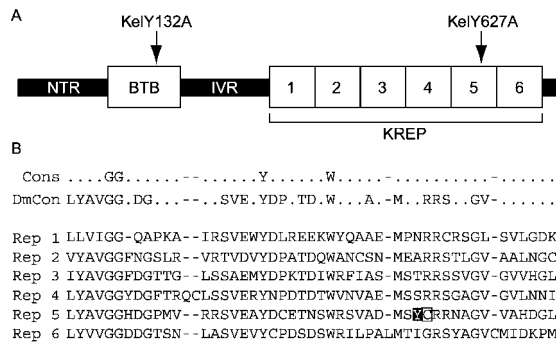 A
KelY132A KelY627A
NTR BTB IVR 1 2 3 4 5 6
KREP
B
Cons ....GG.....--....Y.....W...-.-........-......
DmCon LYAVGG.DG...--.SVE.YDP.TD.W..A.-M..RRS.GV-......
Rep 1 LLVIGG-QAPKA-IRSVEWYDLREEKWYQAAE-MPNRRCRSGL-SVLGDK
Rep 2 VYAVGGFNGSLR-VRTVDVYDPATDQWANCSN-MEARRSTLGV-AALNGC
Rep 3 IYAVGGFDGTTG-LSSAEMYDPKTDIWRFIAS-MSTRRSSVGV-GVVHGL
Rep 4 LYAVGGYDGFTRQCLSSVERYNPDTDTWVNVAE-MSSRRSGAGV-GVLNNI
Rep 5 LYAVGGHDGPMV-RRSVEAYDCETNSWRSVAD-MSYCRRNAGV-VAHDGL
Rep 6 LYVVGGDDGTSN-LASVEVYCPDSDSWRILPALMTIGRSYAGVCMIDKPM